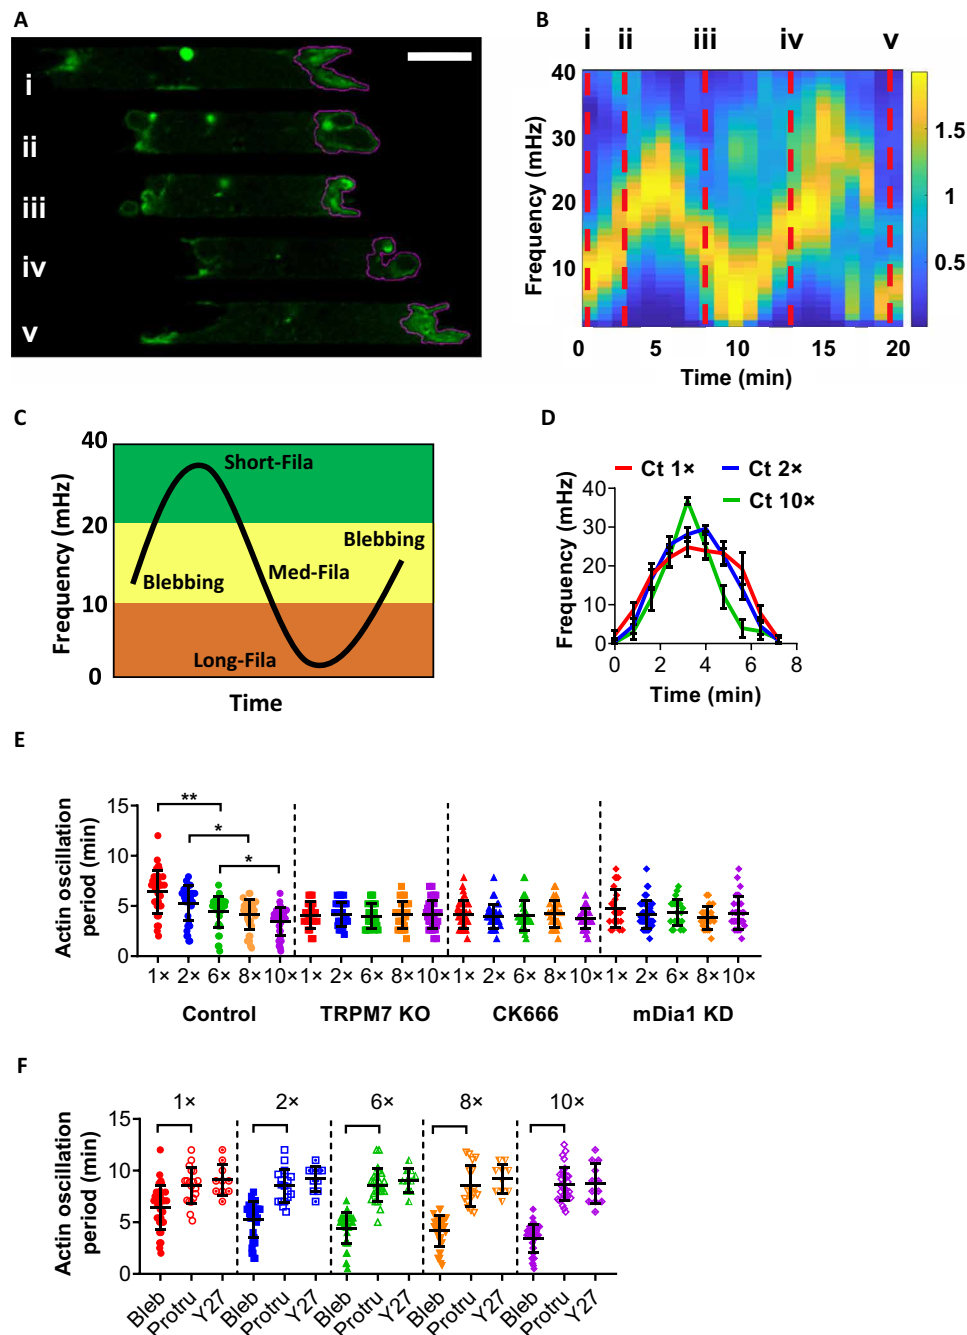 A
i
ii
iii
iv
v
B
i ii iii iv v
Frequency (mHz)
40
30
20
10
0 5 10 15 20
Time (min)
1.5
1
0.5
C
Frequency (mHz)
40
20
10
0
Short-Fila
Blebbing
Blebbing
Med-Fila
Long-Fila
Time
D
Ct 1× Ct 2×
Ct 10×
Frequency (mHz)
40
30
20
10
0
0 2 4 6 8
Time (min)
E
Actin oscillation
period (min)
15
10
5
0
**
*
*
1× 2× 6× 8× 10× 1× 2× 6× 8× 10× 1× 2× 6× 8× 10× 1× 2× 6× 8× 10×
Control TRPM7 KO CK666 mDia1 KD
F
1× 2× 6× 8× 10×
Actin oscillation
period (min)
15
10
5
0
Bleb Protru Y27 Bleb Protru Y27 Bleb Protru Y27 Bleb Protru Y27 Bleb Protru Y27